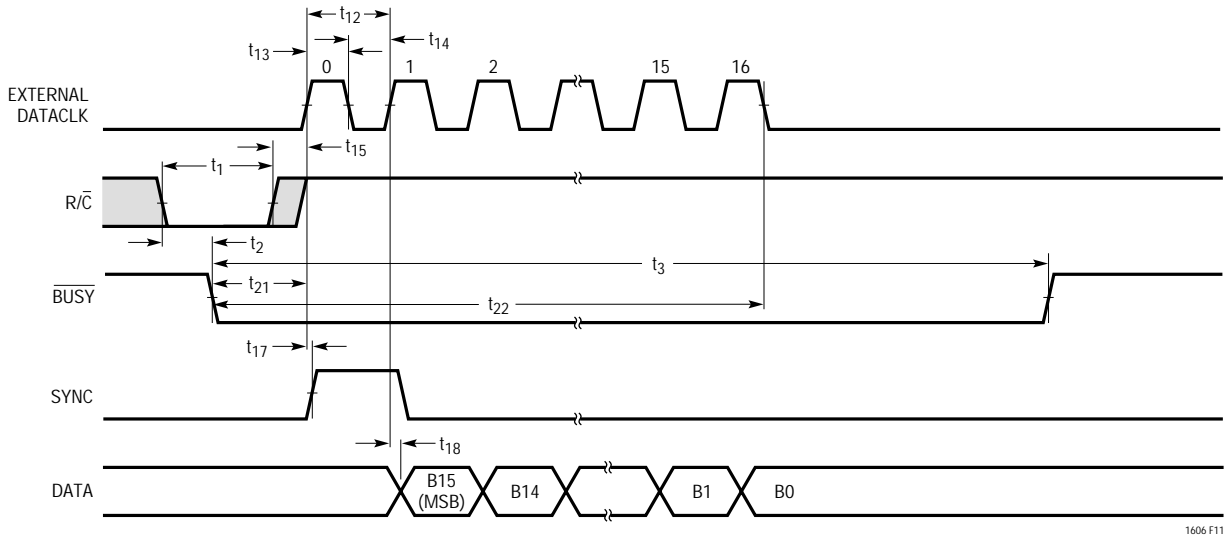 t12
t13
t14
0 1 2 15 16
EXTERNAL
DATACLK
t15
t1
R/C̅
t2
t3
B̅U̅S̅Y̅
t21
t22
t17
SYNC
t18
DATA
B15
(MSB)
B14 B1 B0
1606 F11